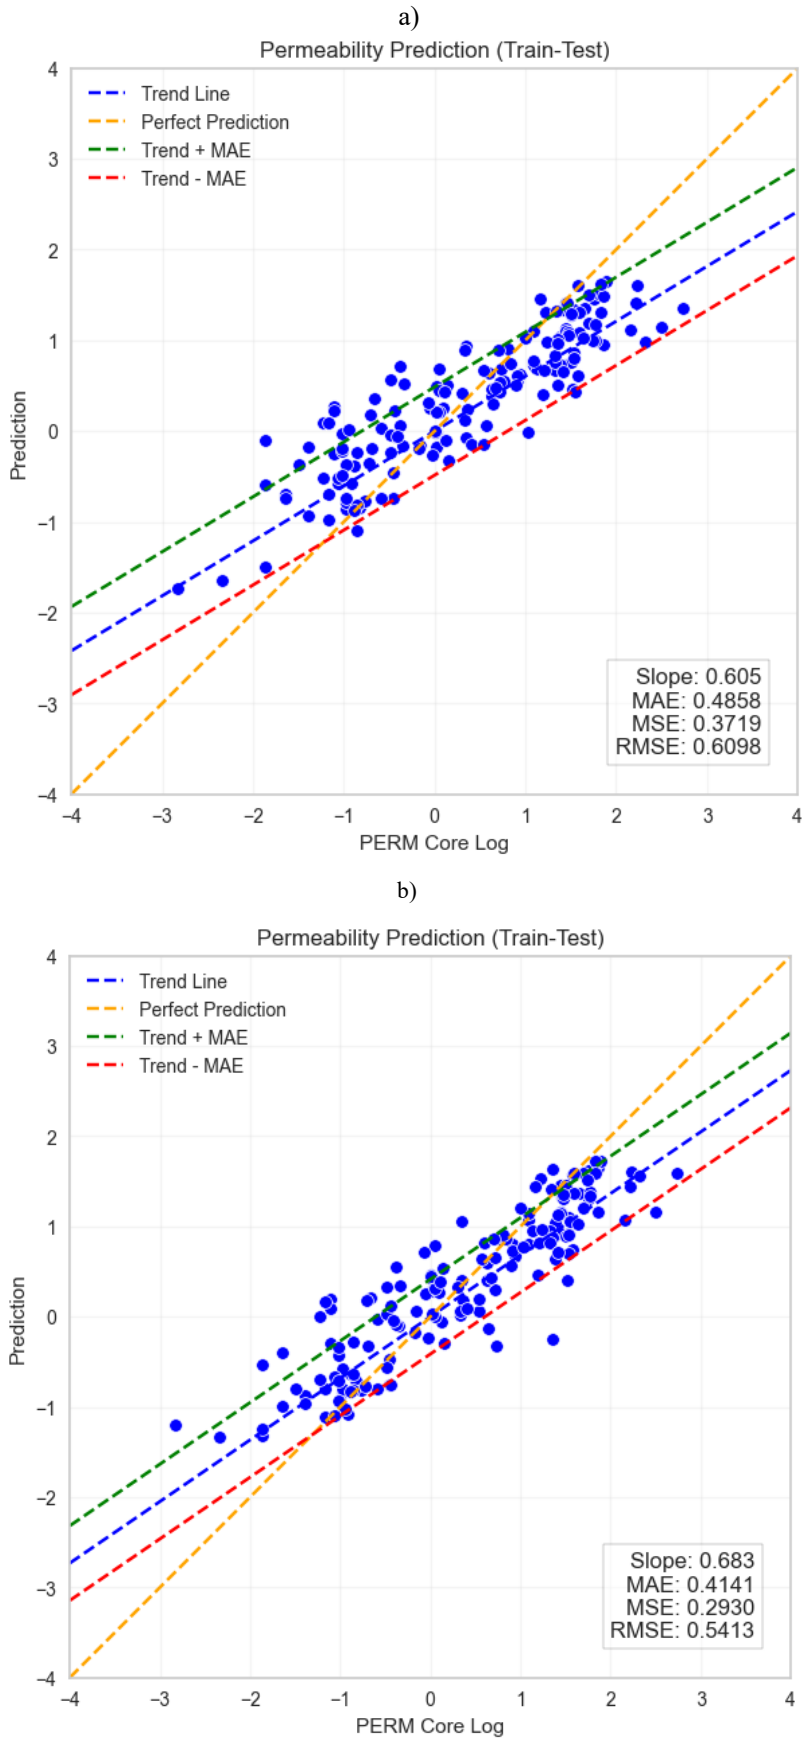 a)
Permeability Prediction (Train-Test)
4
Trend Line
Perfect Prediction
Trend + MAE
Trend - MAE
3
2
1
0
−1
−2
−3
−4
Prediction
Slope: 0.605
MAE: 0.4858
MSE: 0.3719
RMSE: 0.6098
−4 −3 −2 −1 0 1 2 3 4
PERM Core Log
b)
Permeability Prediction (Train-Test)
4
Trend Line
Perfect Prediction
Trend + MAE
Trend - MAE
3
2
1
0
−1
−2
−3
−4
Prediction
Slope: 0.683
MAE: 0.4141
MSE: 0.2930
RMSE: 0.5413
−4 −3 −2 −1 0 1 2 3 4
PERM Core Log